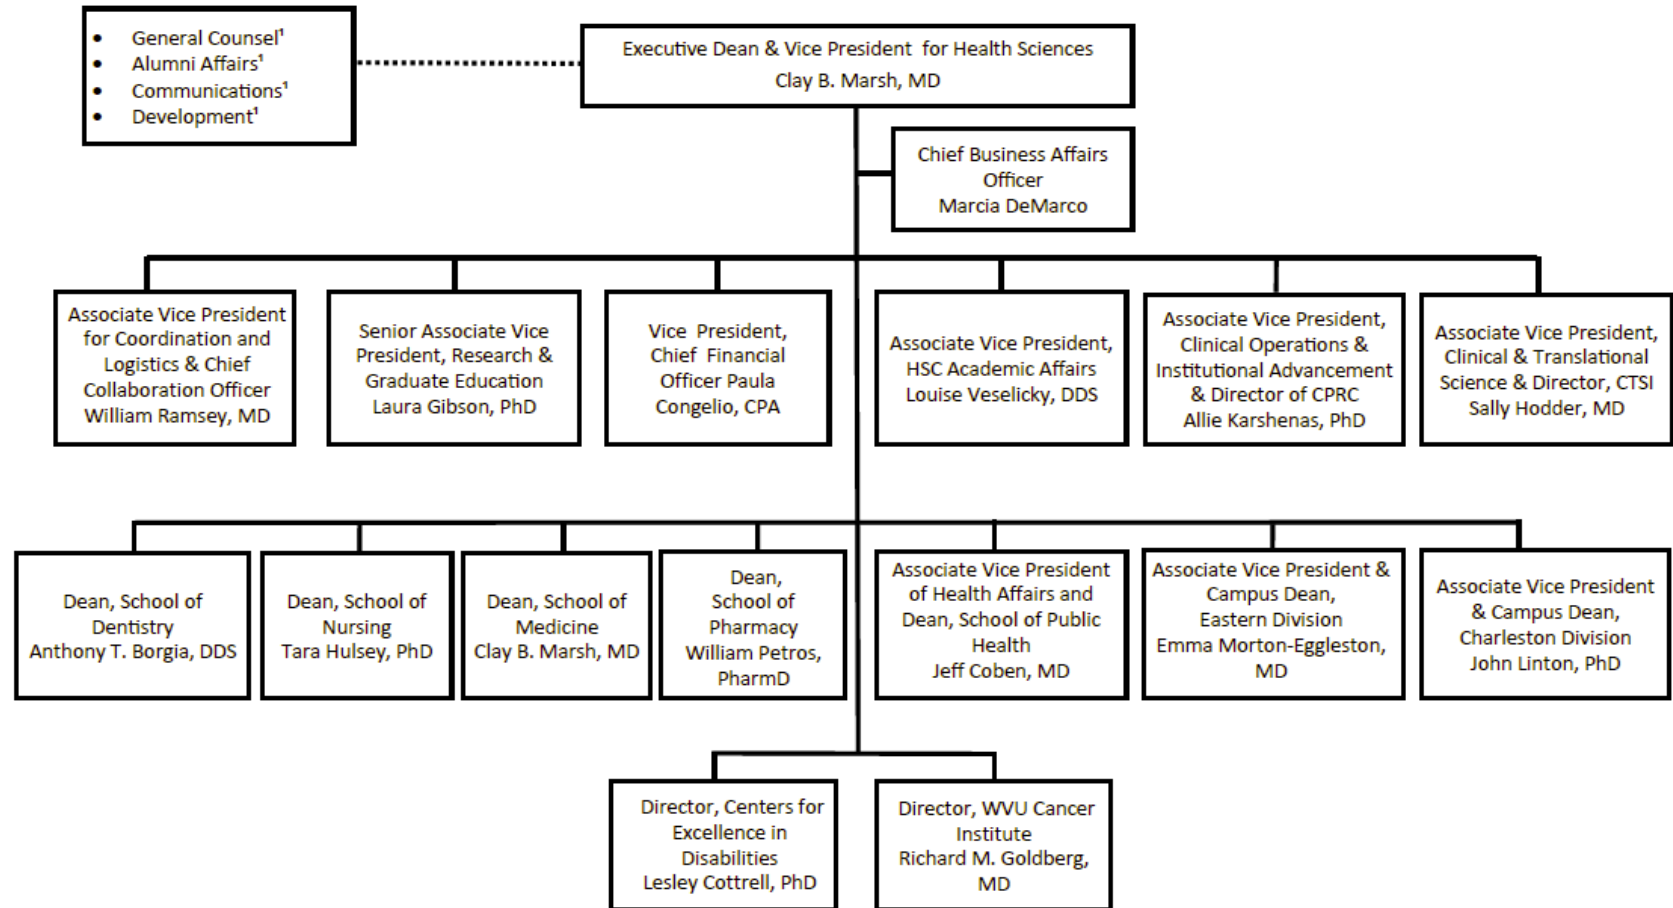 • General Counsel¹
• Alumni Affairs¹
• Communications¹
• Development¹
Executive Dean & Vice President for Health Sciences
Clay B. Marsh, MD
Chief Business Affairs
Officer
Marcia DeMarco
Associate Vice President
for Coordination and
Logistics & Chief
Collaboration Officer
William Ramsey, MD
Senior Associate Vice
President, Research &
Graduate Education
Laura Gibson, PhD
Vice President,
Chief Financial
Officer Paula
Congelio, CPA
Associate Vice President,
HSC Academic Affairs
Louise Veselicky, DDS
Associate Vice President,
Clinical Operations &
Institutional Advancement
& Director of CPRC
Allie Karshenas, PhD
Associate Vice President,
Clinical & Translational
Science & Director, CTSI
Sally Hodder, MD
Dean, School of
Dentistry
Anthony T. Borgia, DDS
Dean, School of
Nursing
Tara Hulsey, PhD
Dean, School of
Medicine
Clay B. Marsh, MD
Dean,
School of
Pharmacy
William Petros,
PharmD
Associate Vice President
of Health Affairs and
Dean, School of Public
Health
Jeff Coben, MD
Associate Vice President &
Campus Dean,
Eastern Division
Emma Morton-Eggleston,
MD
Associate Vice President
& Campus Dean,
Charleston Division
John Linton, PhD
Director, Centers for
Excellence in
Disabilities
Lesley Cottrell, PhD
Director, WVU Cancer
Institute
Richard M. Goldberg,
MD